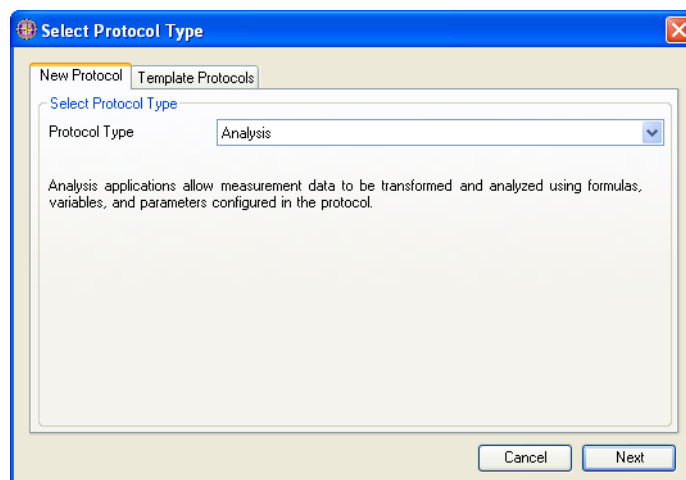 Select Protocol Type
New Protocol
Template Protocols
Select Protocol Type
Protocol Type
Analysis
Analysis applications allow measurement data to be transformed and analyzed using formulas,
variables, and parameters configured in the protocol.
Cancel
Next